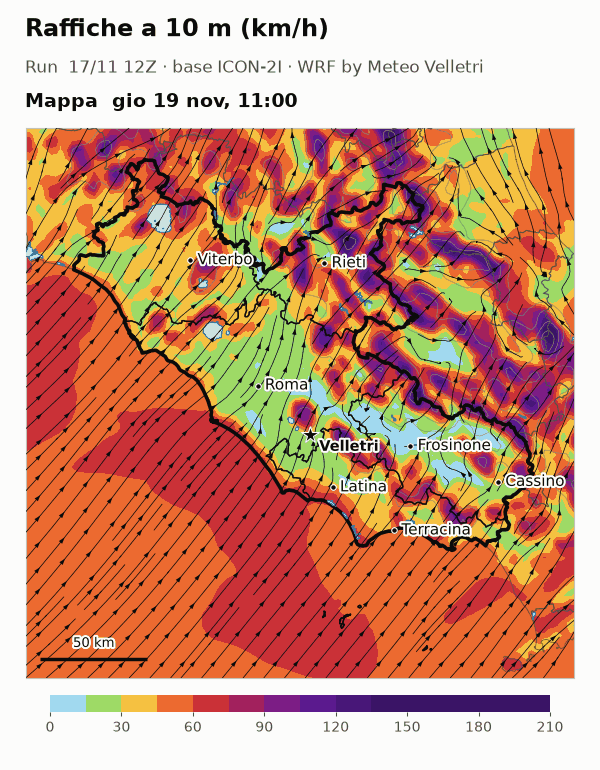 Raffiche a 10 m (km/h)
Run  17/11 12Z · base ICON-2I · WRF by Meteo Velletri
Mappa  gio 19 nov, 11:00
Viterbo
Rieti
Roma
Velletri
Frosinone
Cassino
Latina
Terracina
50 km
0 30 60 90 120 150 180 210